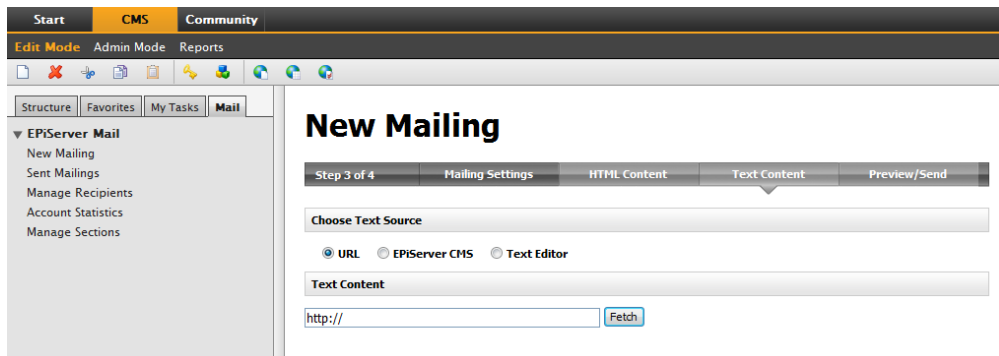 Start CMS Community
Edit Mode Admin Mode Reports
Structure Favorites My Tasks Mail
EPiServer Mail
New Mailing
Sent Mailings
Manage Recipients
Account Statistics
Manage Sections
New Mailing
Step 3 of 4 Mailing Settings HTML Content Text Content Preview/Send
Choose Text Source
URL EPiServer CMS Text Editor
Text Content
http:// Fetch